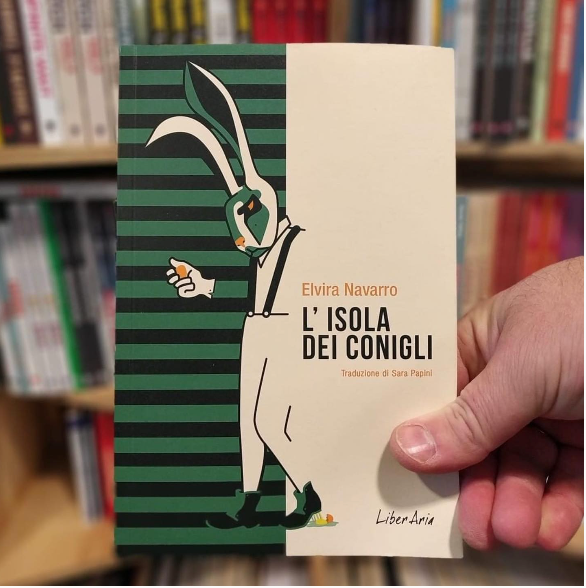 Elvira Navarro
L' ISOLA
DEI CONIGLI
Traduzione di Sara Papini
LiberAria